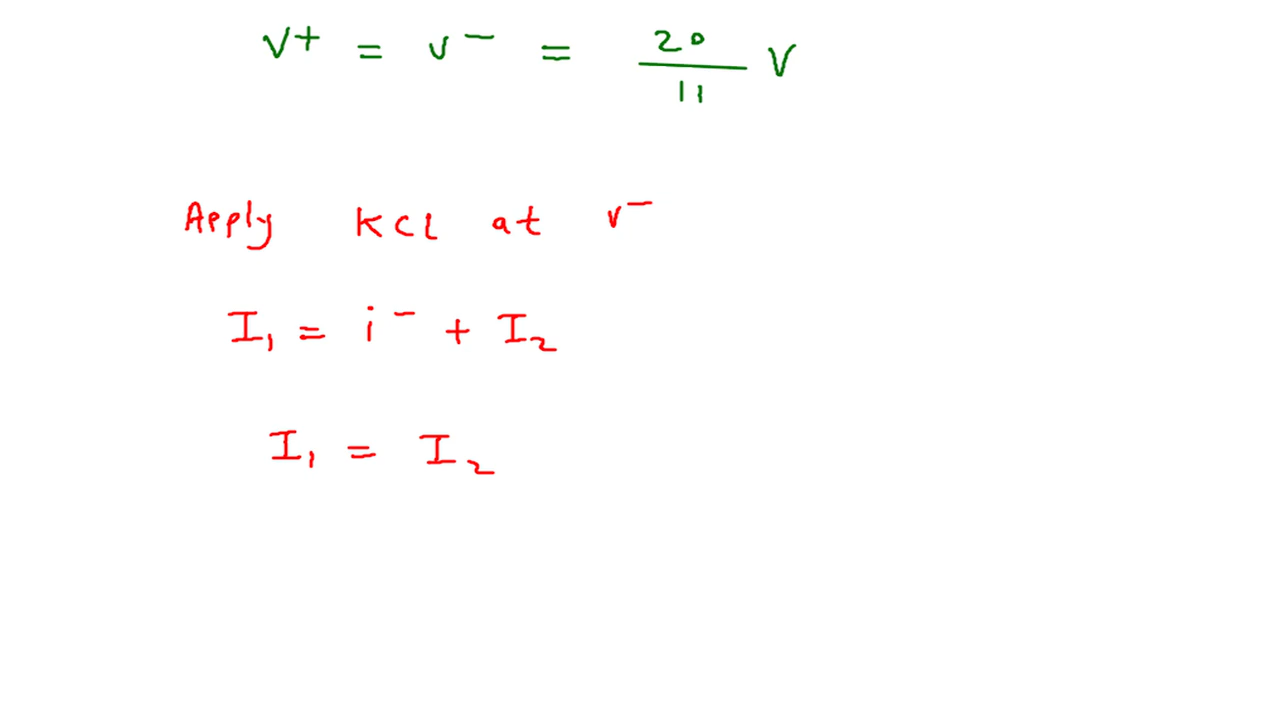 V+ = v- = 20/11 V
Apply KCL at v-
I1 = i- + I2
I1 = I2